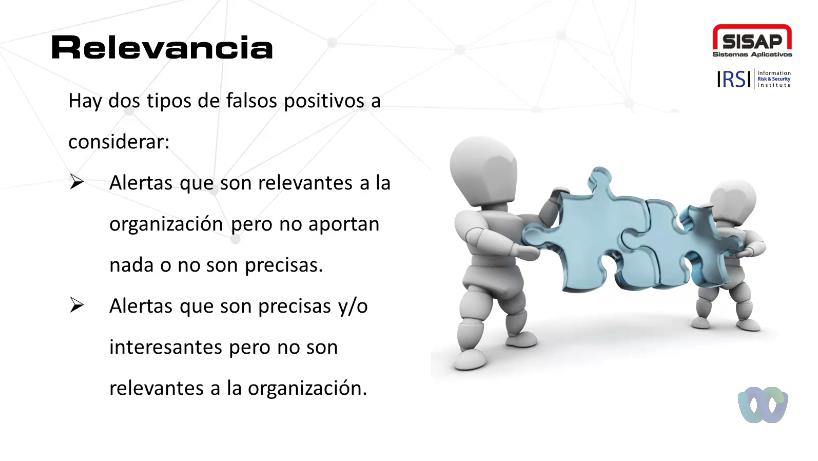 Relevancia
SISAP
Sistemas Aplicativos
IRSI
Information
Risk & Security
Institute
Hay dos tipos de falsos positivos a
considerar:
Alertas que son relevantes a la
organización pero no aportan
nada o no son precisas.
Alertas que son precisas y/o
interesantes pero no son
relevantes a la organización.